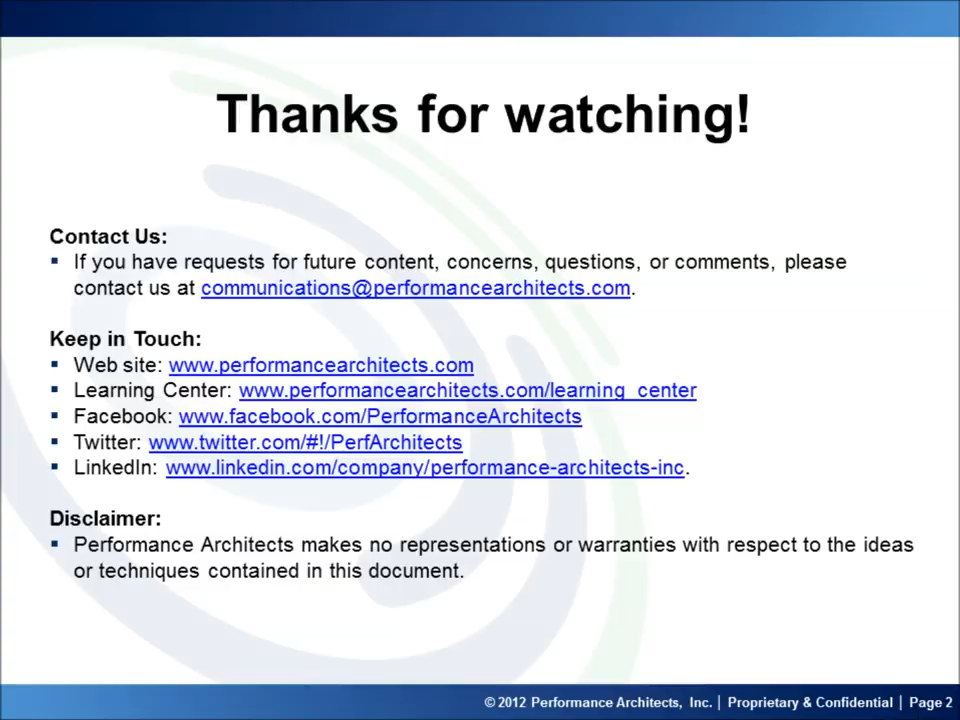 Thanks for watching!
Contact Us:
▪ If you have requests for future content, concerns, questions, or comments, please
contact us at communications@performancearchitects.com.
Keep in Touch:
▪ Web site: www.performancearchitects.com
▪ Learning Center: www.performancearchitects.com/learning_center
▪ Facebook: www.facebook.com/PerformanceArchitects
▪ Twitter: www.twitter.com/#!/PerfArchitects
▪ LinkedIn: www.linkedin.com/company/performance-architects-inc.
Disclaimer:
▪ Performance Architects makes no representations or warranties with respect to the ideas
or techniques contained in this document.
© 2012 Performance Architects, Inc. | Proprietary & Confidential | Page 2